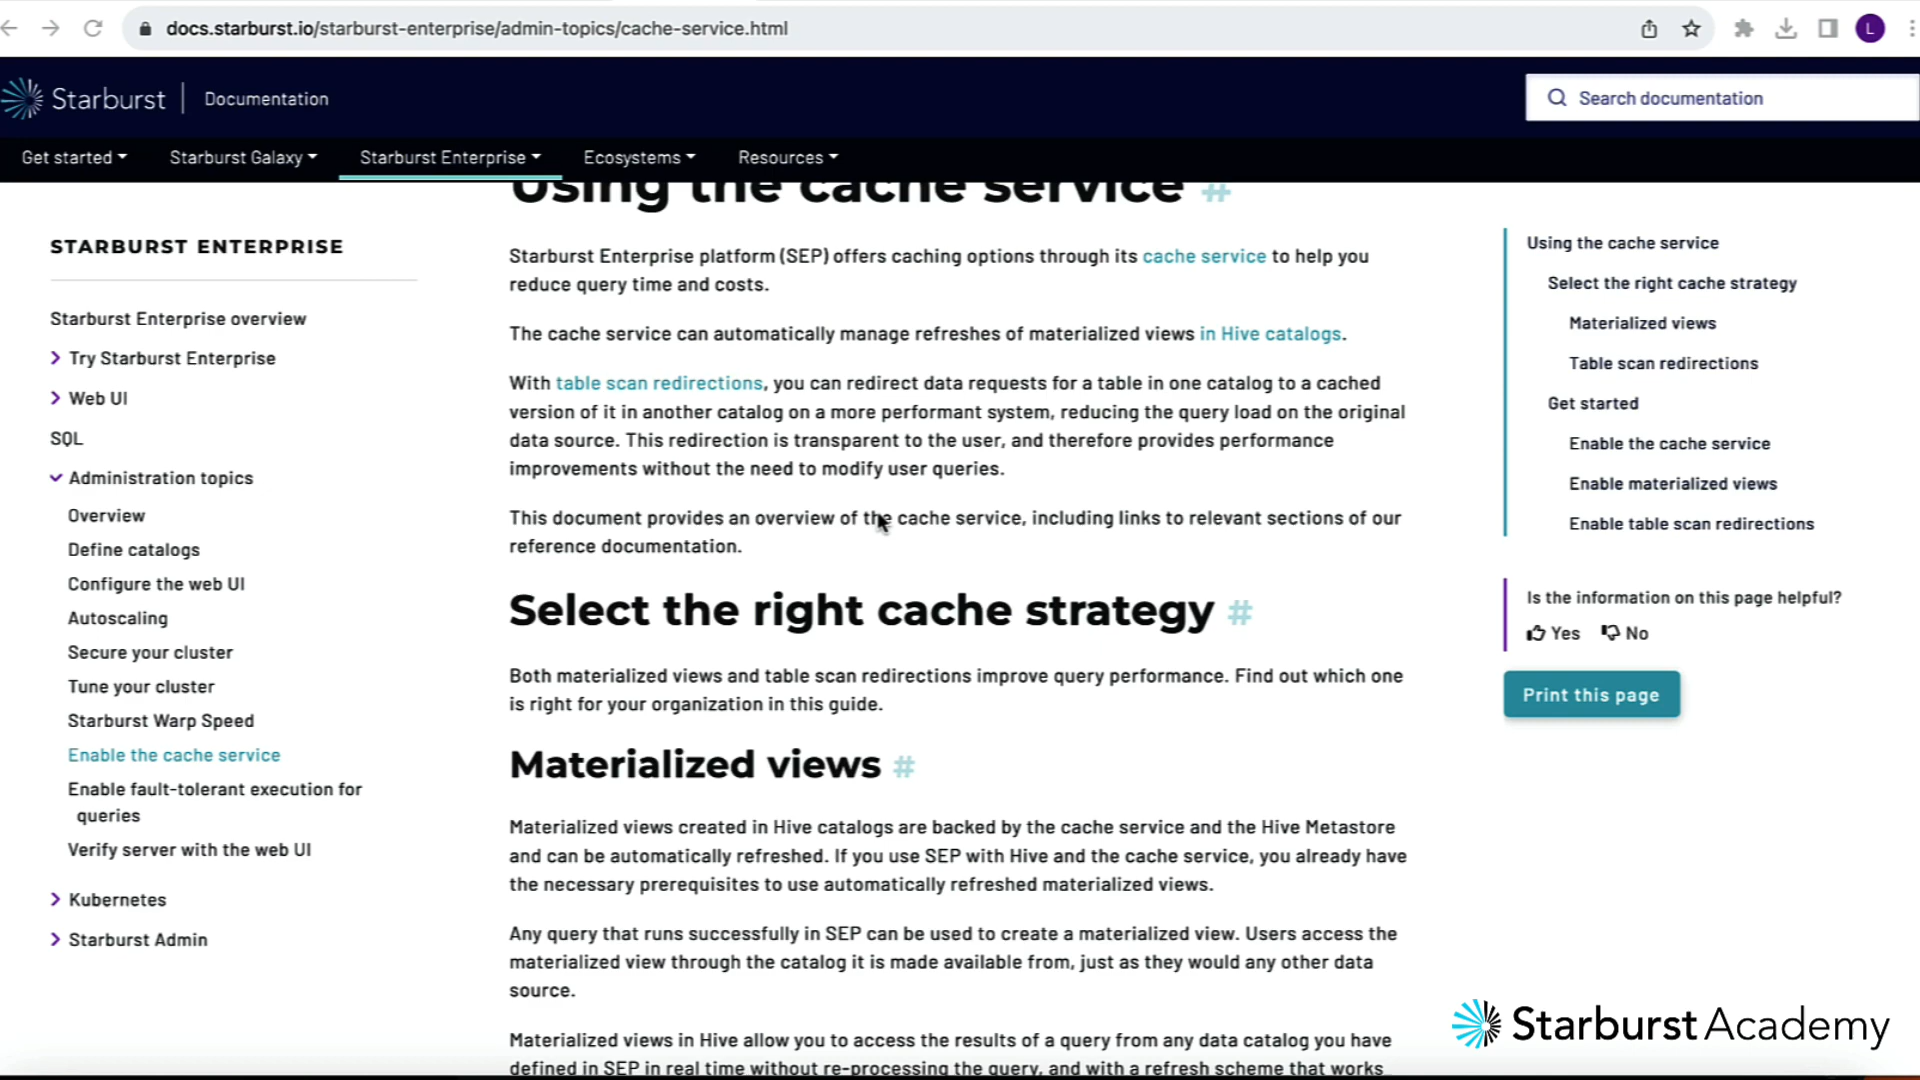 docs.starburst.io/starburst-enterprise/admin-topics/cache-service.html
L
Starburst
Documentation
Search documentation
Get started
Starburst Galaxy
Starburst Enterprise
Ecosystems
Resources
Using the cache service #
STARBURST ENTERPRISE
Starburst Enterprise overview
Try Starburst Enterprise
Web UI
SQL
Administration topics
Overview
Define catalogs
Configure the web UI
Autoscaling
Secure your cluster
Tune your cluster
Starburst Warp Speed
Enable the cache service
Enable fault-tolerant execution for
queries
Verify server with the web UI
Kubernetes
Starburst Admin
Starburst Enterprise platform (SEP) offers caching options through its cache service to help you
reduce query time and costs.
The cache service can automatically manage refreshes of materialized views in Hive catalogs.
With table scan redirections, you can redirect data requests for a table in one catalog to a cached
version of it in another catalog on a more performant system, reducing the query load on the original
data source. This redirection is transparent to the user, and therefore provides performance
improvements without the need to modify user queries.
This document provides an overview of the cache service, including links to relevant sections of our
reference documentation.
Select the right cache strategy #
Both materialized views and table scan redirections improve query performance. Find out which one
is right for your organization in this guide.
Materialized views #
Materialized views created in Hive catalogs are backed by the cache service and the Hive Metastore
and can be automatically refreshed. If you use SEP with Hive and the cache service, you already have
the necessary prerequisites to use automatically refreshed materialized views.
Any query that runs successfully in SEP can be used to create a materialized view. Users access the
materialized view through the catalog it is made available from, just as they would any other data
source.
Materialized views in Hive allow you to access the results of a query from any data catalog you have
defined in SEP in real time without re-processing the query, and with a refresh scheme that works
Using the cache service
Select the right cache strategy
Materialized views
Table scan redirections
Get started
Enable the cache service
Enable materialized views
Enable table scan redirections
Is the information on this page helpful?
Yes
No
Print this page
Starburst Academy